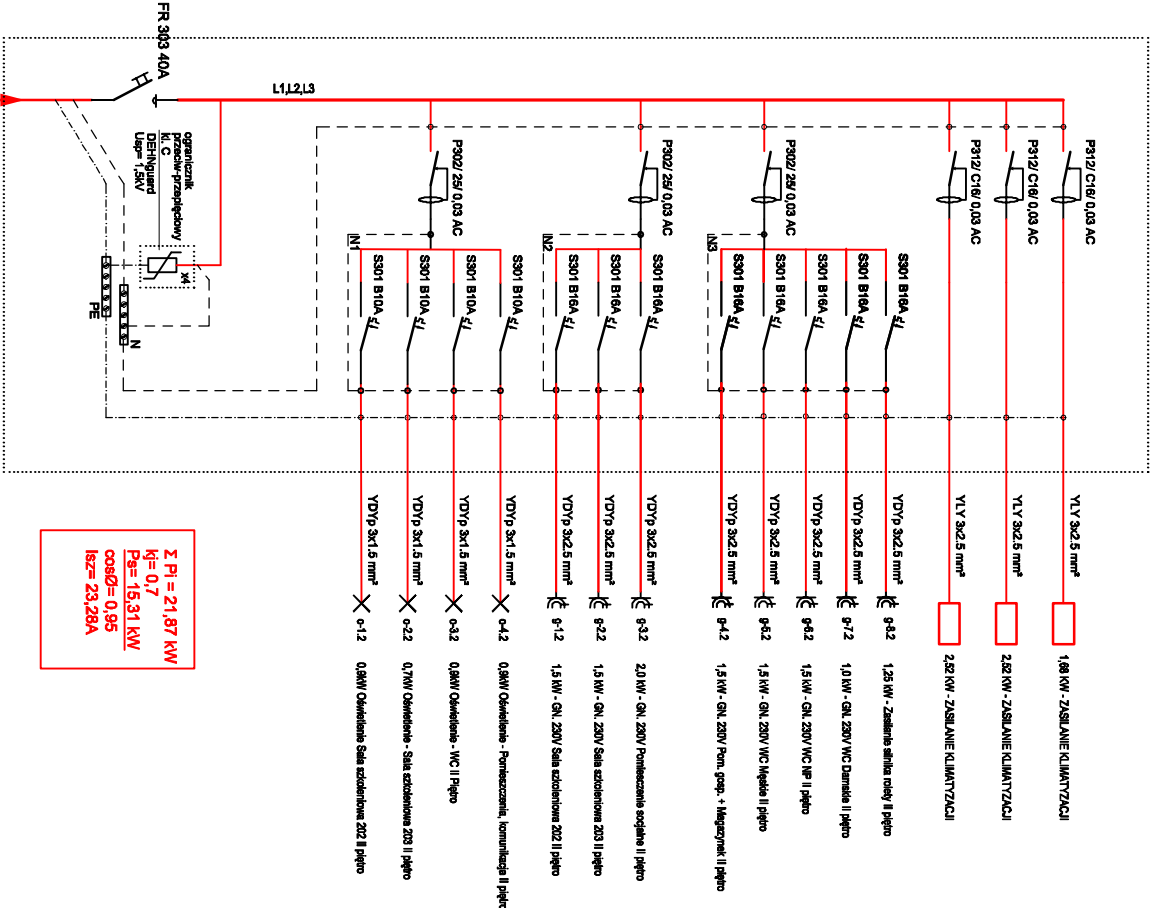 FR 303 40A
L1,L2,L3
ogranicznik
przeciw-przepięciowy
kl. C
DEHNguard
Usp= 1,5kV
x4
PE
N
P302/ 25/ 0,03 AC
P302/ 25/ 0,03 AC
P302/ 25/ 0,03 AC
P312/ C16/ 0,03 AC
P312/ C16/ 0,03 AC
P312/ C16/ 0,03 AC
N1
N2
N3
S301 B10A
S301 B10A
S301 B10A
S301 B10A
S301 B16A
S301 B16A
S301 B16A
S301 B16A
S301 B16A
S301 B16A
S301 B16A
S301 B16A
YDYp 3x1.5 mm²
YDYp 3x1.5 mm²
YDYp 3x1.5 mm²
YDYp 3x1.5 mm²
YDYp 3x2.5 mm²
YDYp 3x2.5 mm²
YDYp 3x2.5 mm²
YDYp 3x2.5 mm²
YDYp 3x2.5 mm²
YDYp 3x2.5 mm²
YDYp 3x2.5 mm²
YDYp 3x2.5 mm²
YLY 3x2.5 mm²
YLY 3x2.5 mm²
YLY 3x2.5 mm²
o-1.2 0,9kW Oświetlenie Sala szkoleniowa 202 II piętro
o-2.2 0,7kW Oświetlenie - Sala szkoleniowa 203 II piętro
o-3.2 Oświetlenie - WC II Piętro
o-4.2 0,9kW Oświetlenie - Pomieszczenia, komunikacja II piętro
g-1.2 1,5 kW - GN. 230V Sala szkoleniowa 202 II piętro
g-2.2 1,5 kW - GN. 230V Sala szkoleniowa 203 II piętro
g-3.2 2,0 kW - GN. 230V Pomieszczenie socjalne II piętro
g-4.2 1,5 kW - GN. 230V Pom. gosp. + Magazynek II piętro
g-5.2 1,5 kW - GN. 230V WC Męskie II piętro
g-6.2 1,5 kW - GN. 230V WC NP II piętro
g-7.2 1,0 kW - GN. 230V WC Damskie II piętro
g-8.2 1,25 kW - Zasilanie silnika rolety II piętro
2,52 KW - ZASILANIE KLIMATYZACJI
2,52 KW - ZASILANIE KLIMATYZACJI
1,68 KW - ZASILANIE KLIMATYZACJI
Σ Pi = 21,87 kW
kj= 0,7
Ps= 15,31 kW
cosØ= 0,95
Isz= 23,28A